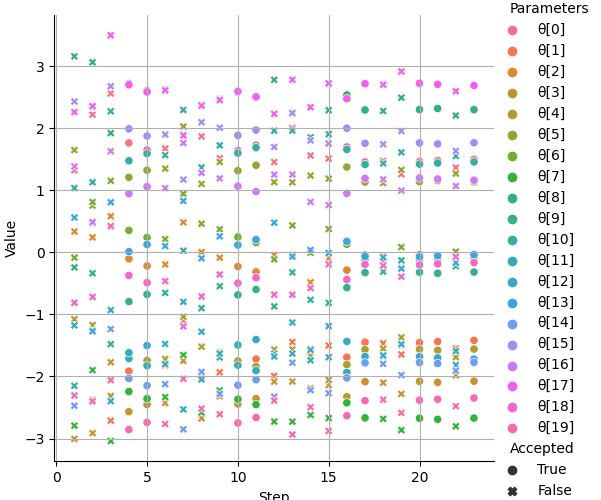 Parameters
θ[0]
θ[1]
θ[2]
θ[3]
θ[4]
θ[5]
θ[6]
θ[7]
θ[8]
θ[9]
θ[10]
θ[11]
θ[12]
θ[13]
θ[14]
θ[15]
θ[16]
θ[17]
θ[18]
θ[19]
Accepted
True
False
Value
3
2
1
0
−1
−2
−3
0
5
10
15
20
Step